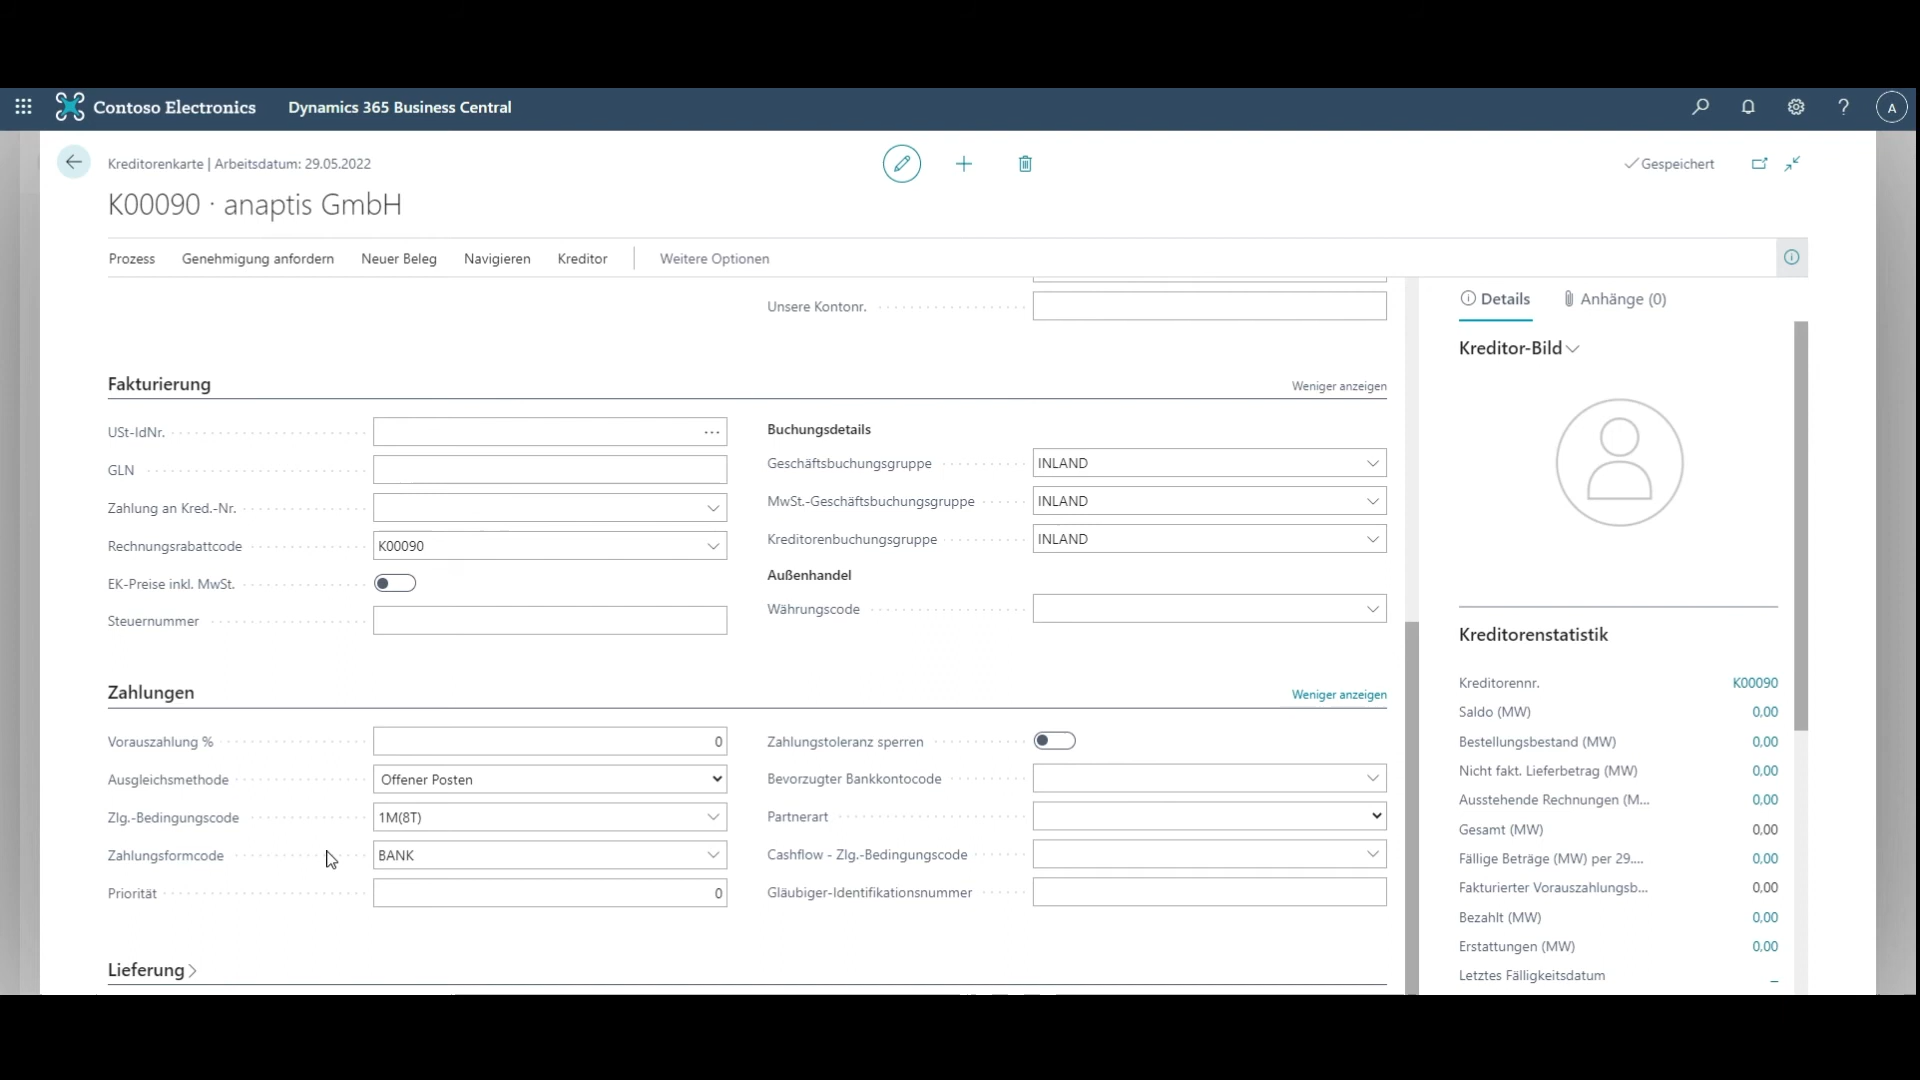 Contoso Electronics Dynamics 365 Business Central ? A
Kreditorenkarte | Arbeitsdatum: 29.05.2022
Gespeichert
K00090 · anaptis GmbH
Prozess Genehmigung anfordern Neuer Beleg Navigieren Kreditor Weitere Optionen
Unsere Kontonr.
Fakturierung
Weniger anzeigen
USt-IdNr. ...
GLN
Zahlung an Kred.-Nr.
Rechnungsrabattcode K00090
EK-Preise inkl. MwSt.
Steuernummer
Buchungsdetails
Geschäftsbuchungsgruppe INLAND
MwSt.-Geschäftsbuchungsgruppe INLAND
Kreditorenbuchungsgruppe INLAND
Außenhandel
Währungscode
Zahlungen
Weniger anzeigen
Vorauszahlung % 0
Ausgleichsmethode Offener Posten
Zlg.-Bedingungscode 1M(8T)
Zahlungsformcode BANK
Priorität 0
Zahlungstoleranz sperren
Bevorzugter Bankkontocode
Partnerart
Cashflow - Zlg.-Bedingungscode
Gläubiger-Identifikationsnummer
Lieferung
Details Anhänge (0)
Kreditor-Bild
Kreditorenstatistik
Kreditorennr. K00090
Saldo (MW) 0,00
Bestellungsbestand (MW) 0,00
Nicht fakt. Lieferbetrag (MW) 0,00
Ausstehende Rechnungen (M... 0,00
Gesamt (MW) 0,00
Fällige Beträge (MW) per 29.... 0,00
Fakturierter Vorauszahlungsb... 0,00
Bezahlt (MW) 0,00
Erstattungen (MW) 0,00
Letztes Fälligkeitsdatum _